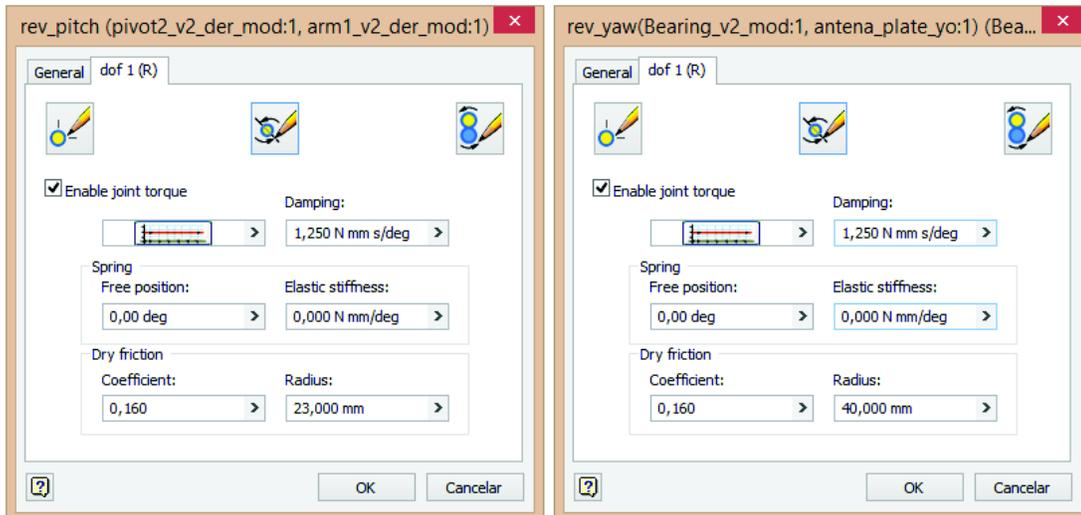 rev_pitch (pivot2_v2_der_mod:1, arm1_v2_der_mod:1)
General dof 1 (R)
Enable joint torque
Damping:
1,250 N mm s/deg
Spring
Free position: Elastic stiffness:
0,00 deg 0,000 N mm/deg
Dry friction
Coefficient: Radius:
0,160 23,000 mm
OK Cancelar
rev_yaw(Bearing_v2_mod:1, antena_plate_yo:1) (Bea...
General dof 1 (R)
Enable joint torque
Damping:
1,250 N mm s/deg
Spring
Free position: Elastic stiffness:
0,00 deg 0,000 N mm/deg
Dry friction
Coefficient: Radius:
0,160 40,000 mm
OK Cancelar